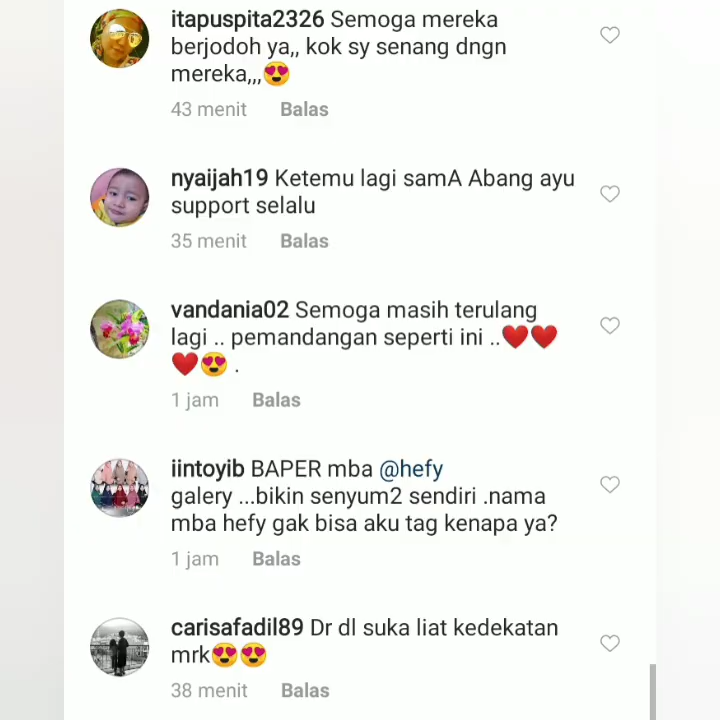 itapuspita2326 Semoga mereka
berjodoh ya,, kok sy senang dngn
mereka,,,😍
43 menit Balas
nyaijah19 Ketemu lagi samA Abang ayu
support selalu
35 menit Balas
vandania02 Semoga masih terulang
lagi .. pemandangan seperti ini ..❤️❤️
❤️😍 .
1 jam Balas
iintoyib BAPER mba @hefy
galery ...bikin senyum2 sendiri .nama
mba hefy gak bisa aku tag kenapa ya?
1 jam Balas
carisafadil89 Dr dl suka liat kedekatan
mrk😍😍
38 menit Balas